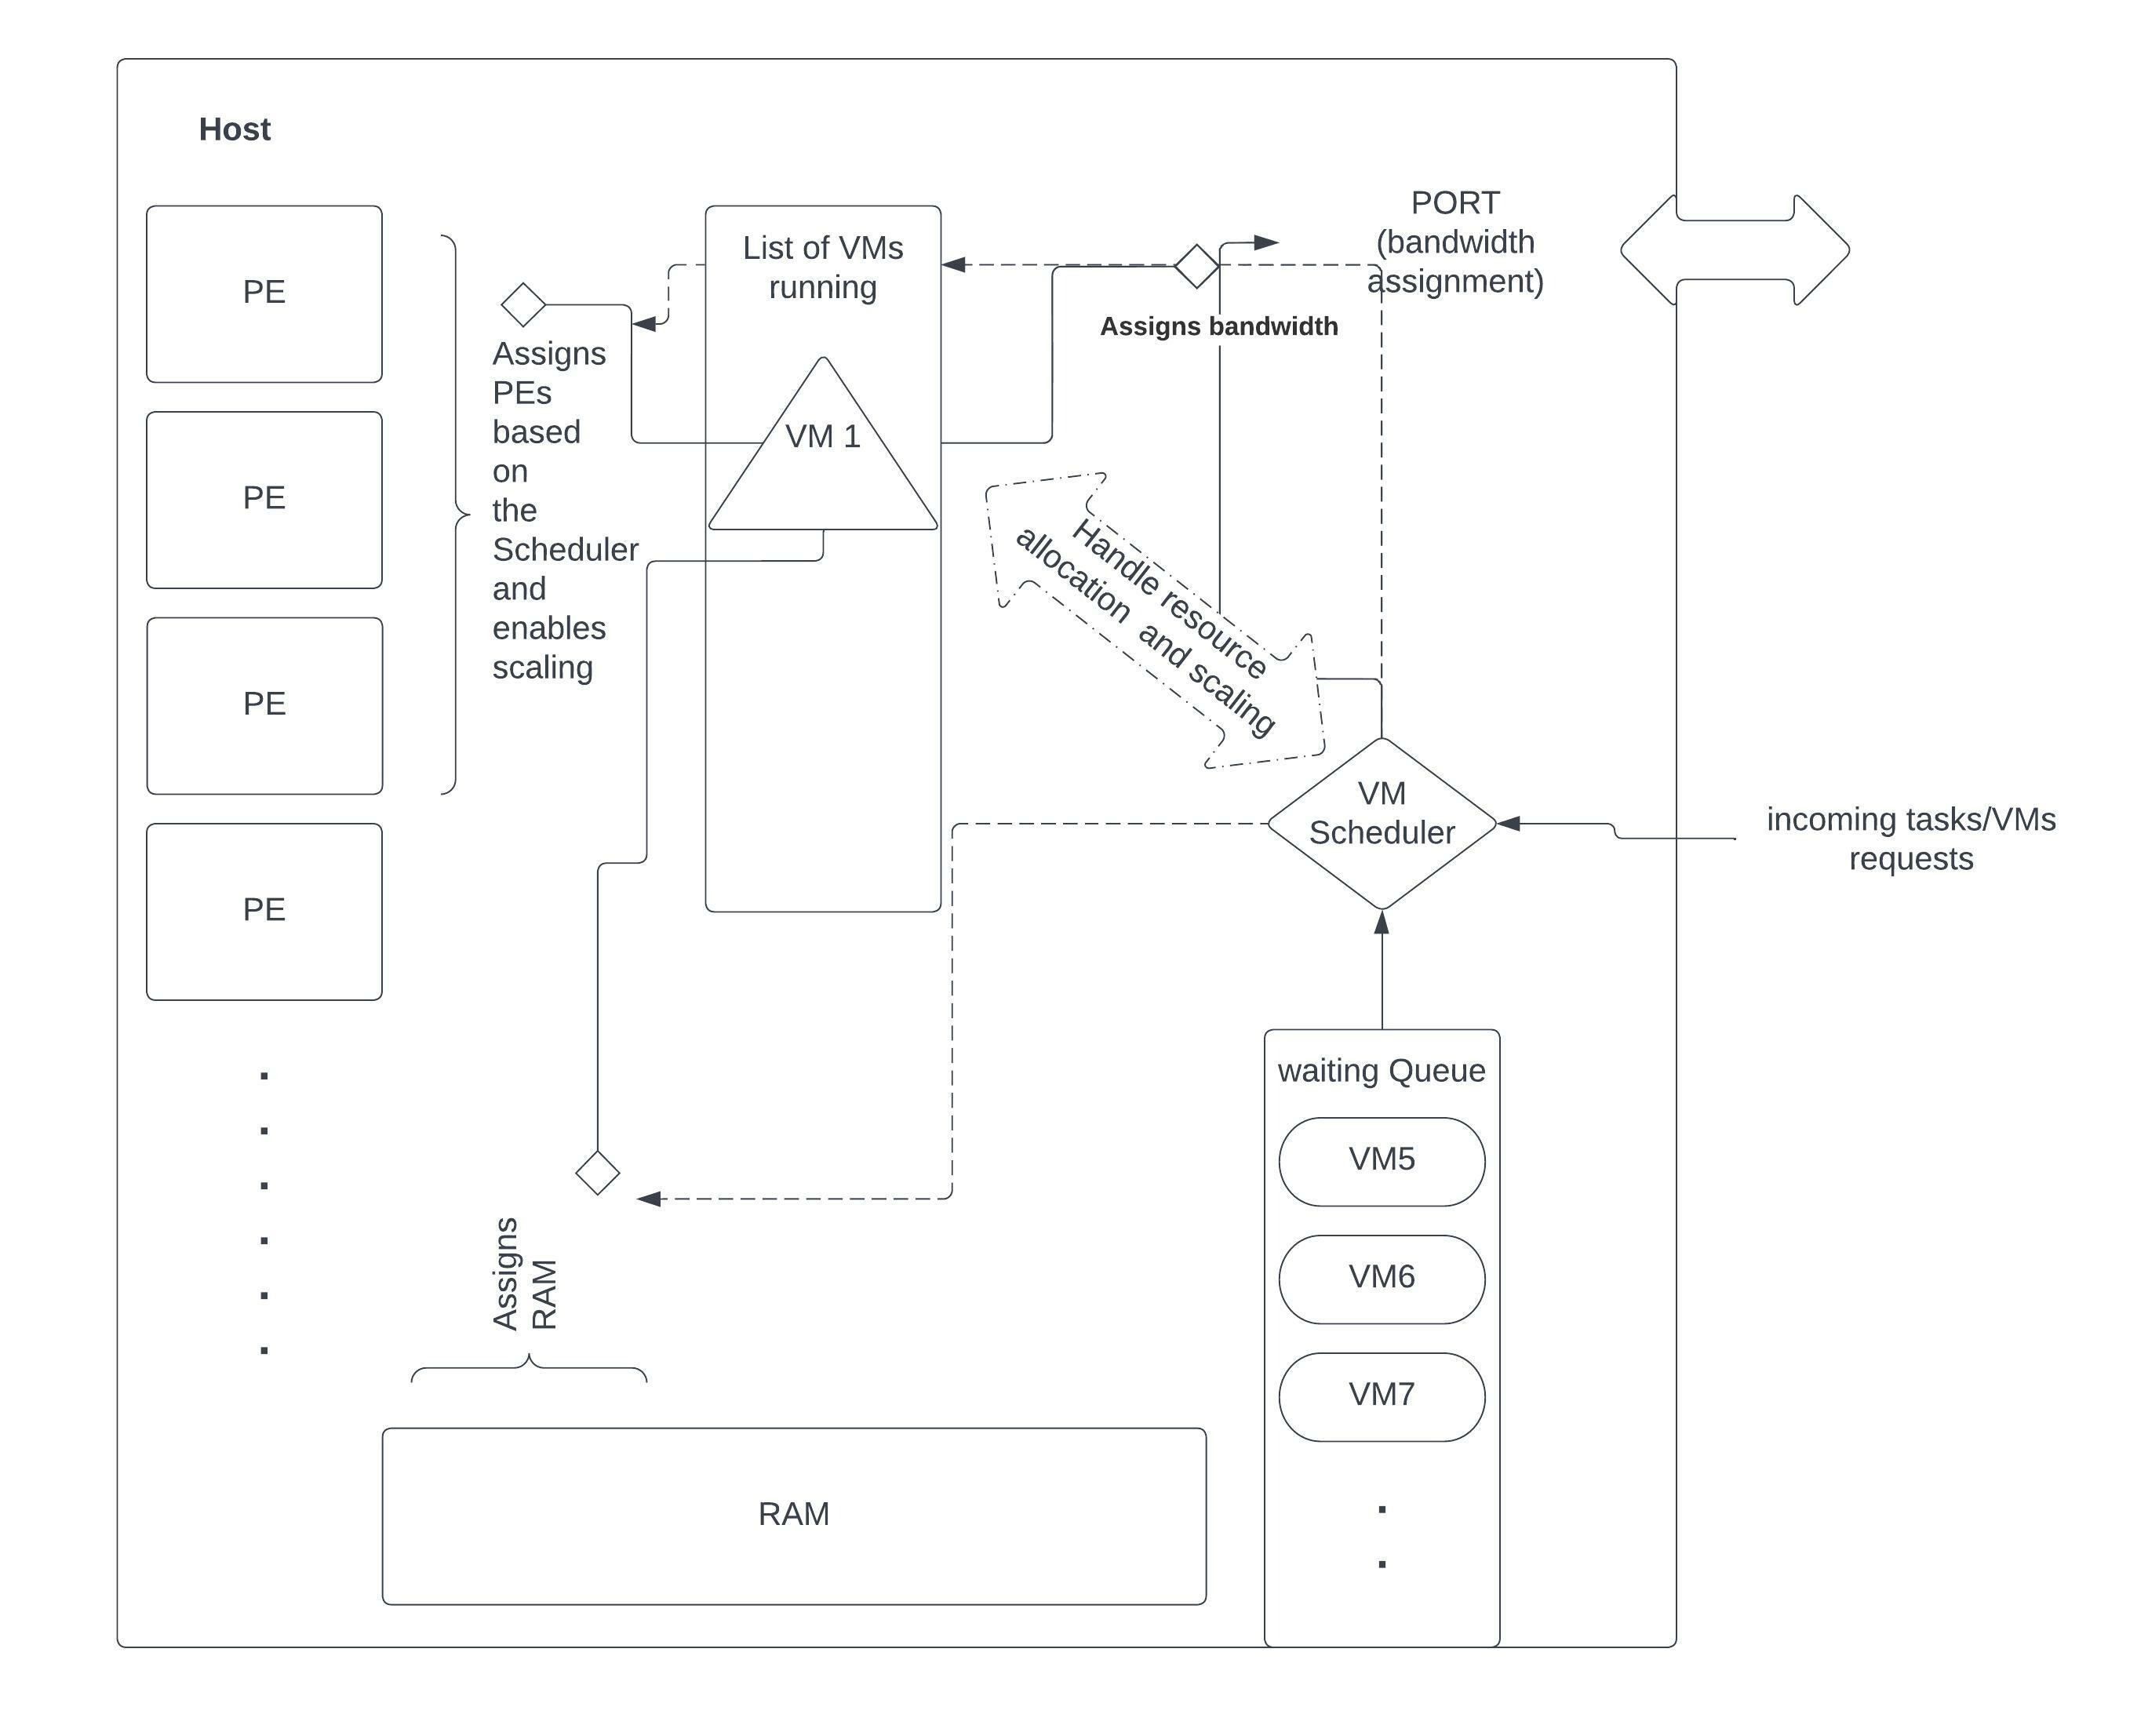 Host
PE
PE
PE
PE
.
.
.
.
.
.
Assigns
PEs
based
on
the
Scheduler
and
enables
scaling
List of VMs
running
VM 1
PORT
(bandwidth
assignment)
Assigns bandwidth
Handle resource
allocation  and scaling
VM
Scheduler
incoming tasks/VMs
requests
waiting Queue
VM5
VM6
VM7
.
.
Assigns
RAM
RAM